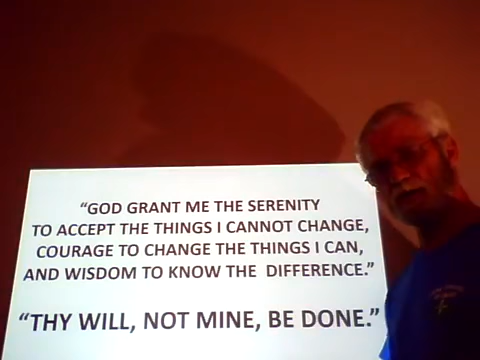 “GOD GRANT ME THE SERENITY
TO ACCEPT THE THINGS I CANNOT CHANGE,
COURAGE TO CHANGE THE THINGS I CAN,
AND WISDOM TO KNOW THE DIFFERENCE.”
“THY WILL, NOT MINE, BE DONE.”